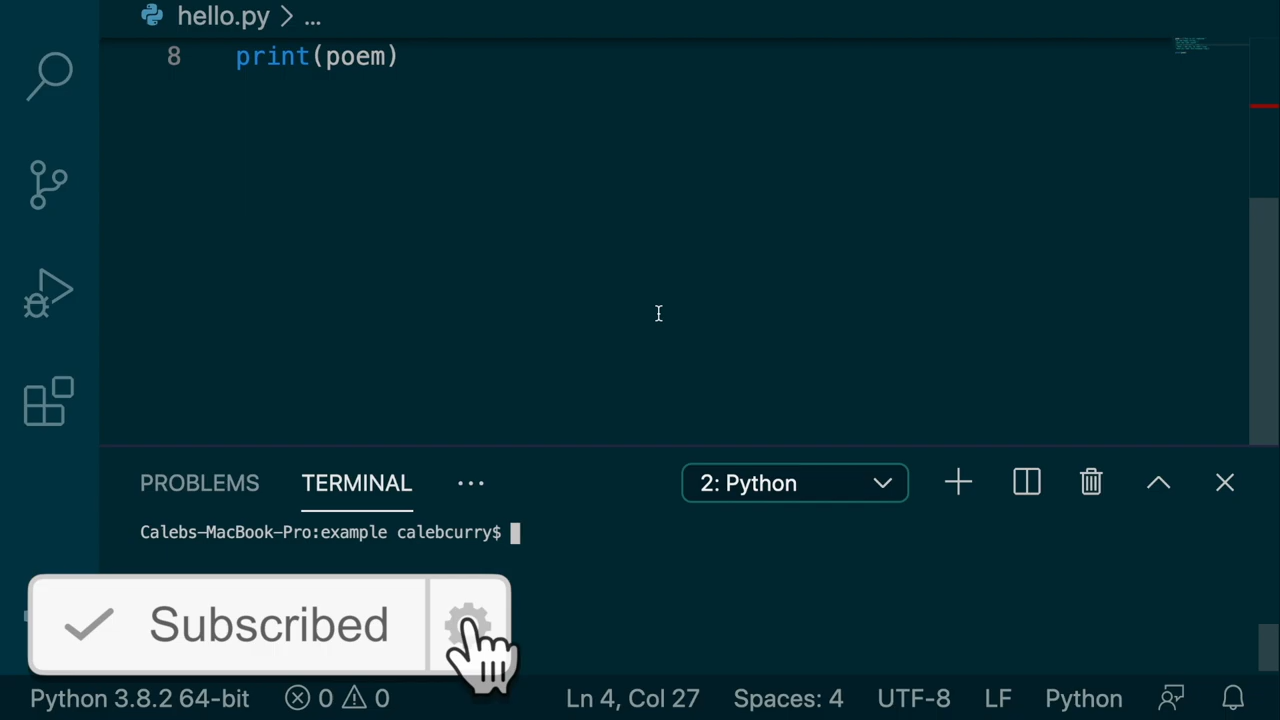 hello.py > ...
8 print(poem)
PROBLEMS TERMINAL ... 2: Python
Calebs-MacBook-Pro:example calebcurry$
Subscribed
Python 3.8.2 64-bit 0 0 Ln 4, Col 27 Spaces: 4 UTF-8 LF Python